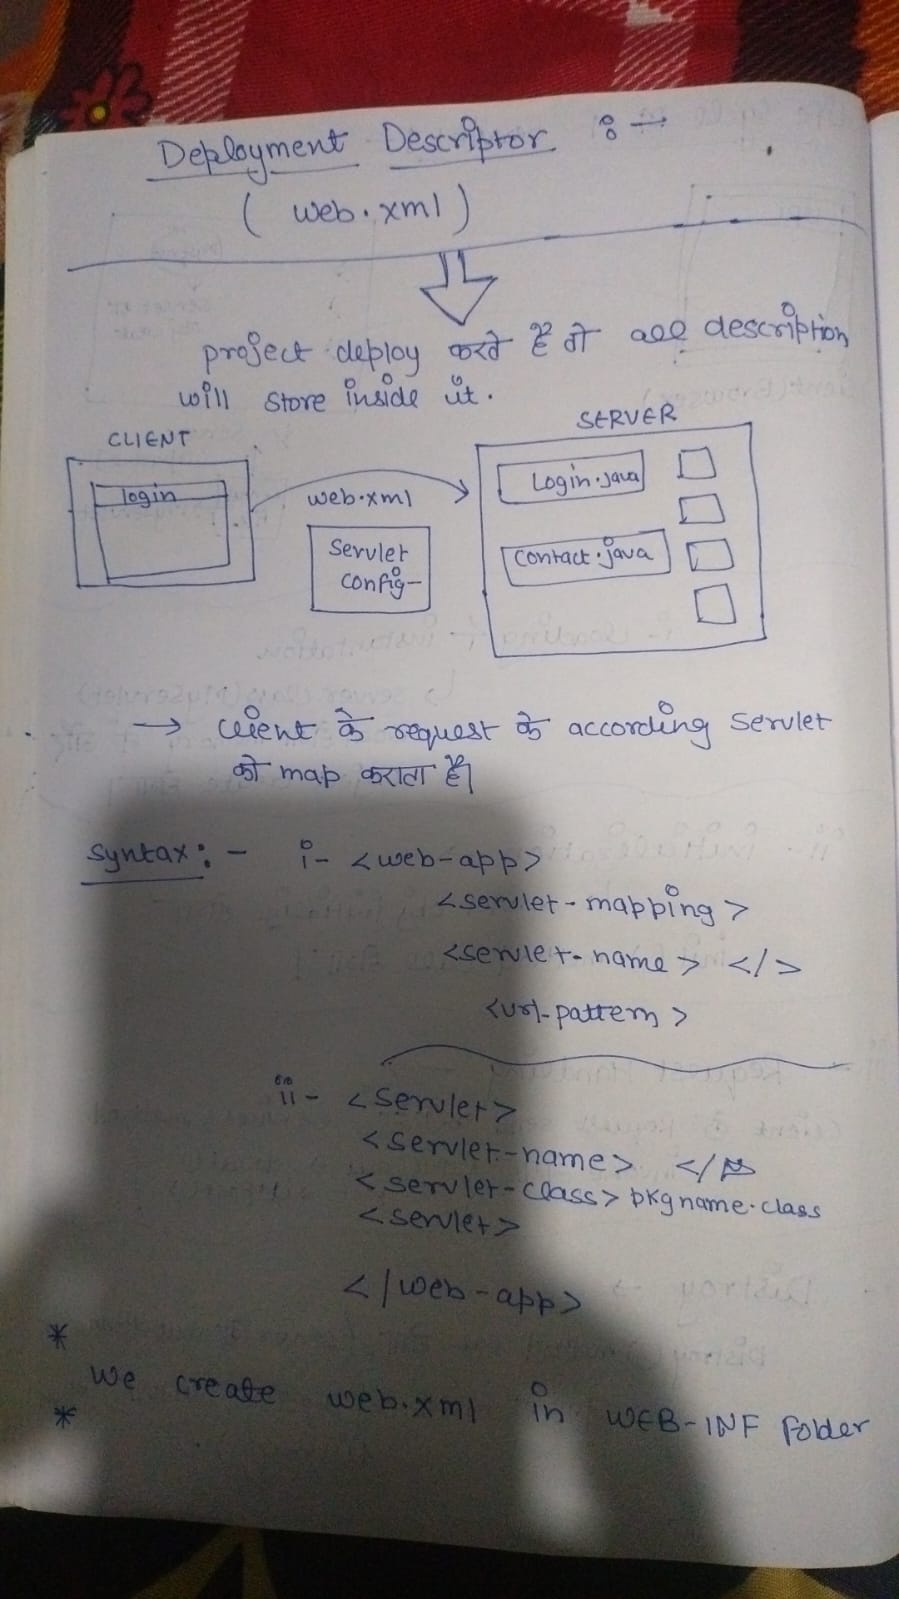 Deployment Descriptor :→
( web.xml )
project deploy करते हैं तो all description
will store inside it.
CLIENT
SERVER
login
web.xml
Servlet
config-
Login.java
Contact.java
→ client के request के according servlet
को map कराता है।
Syntax: - i- <web-app>
<servlet-mapping>
<servlet-name> </>
<url-pattern>
ii- <servlet>
<servlet-name> </
<servlet-class> pkgname.class
<servlet>
</web-app>
*
we create web.xml in WEB-INF folder
*